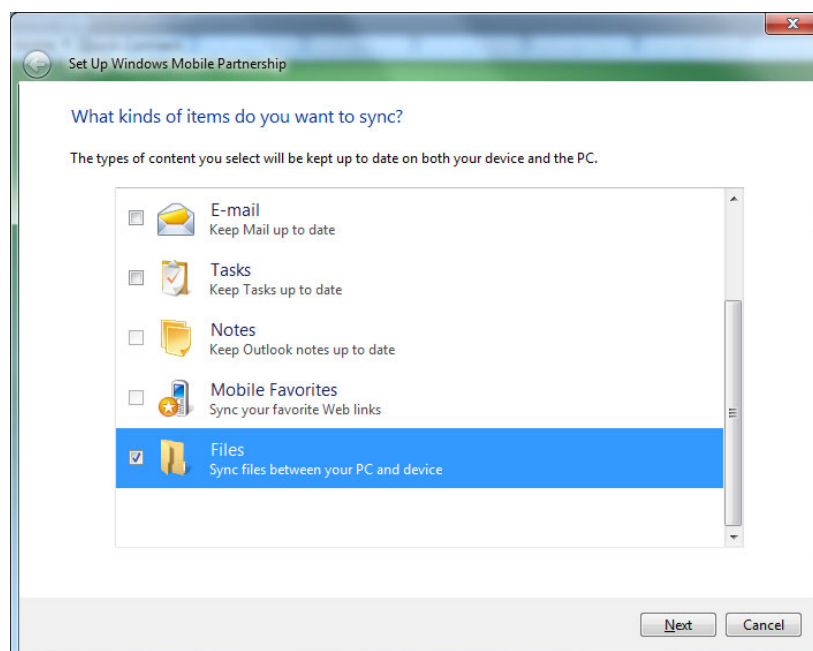 Set Up Windows Mobile Partnership
What kinds of items do you want to sync?
The types of content you select will be kept up to date on both your device and the PC.
E-mail
Keep Mail up to date
Tasks
Keep Tasks up to date
Notes
Keep Outlook notes up to date
Mobile Favorites
Sync your favorite Web links
Files
Sync files between your PC and device
Next
Cancel